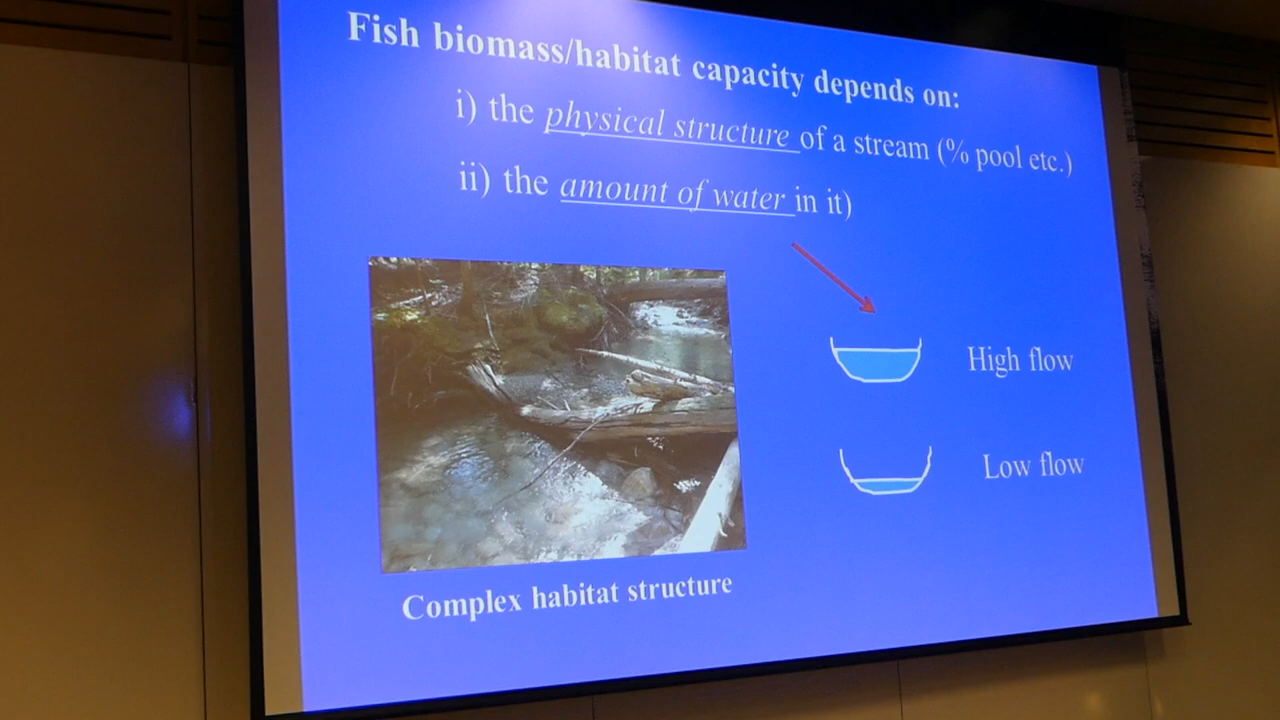 Fish biomass/habitat capacity depends on:
i) the physical structure of a stream (% pool etc.)
ii) the amount of water in it)
High flow
Low flow
Complex habitat structure